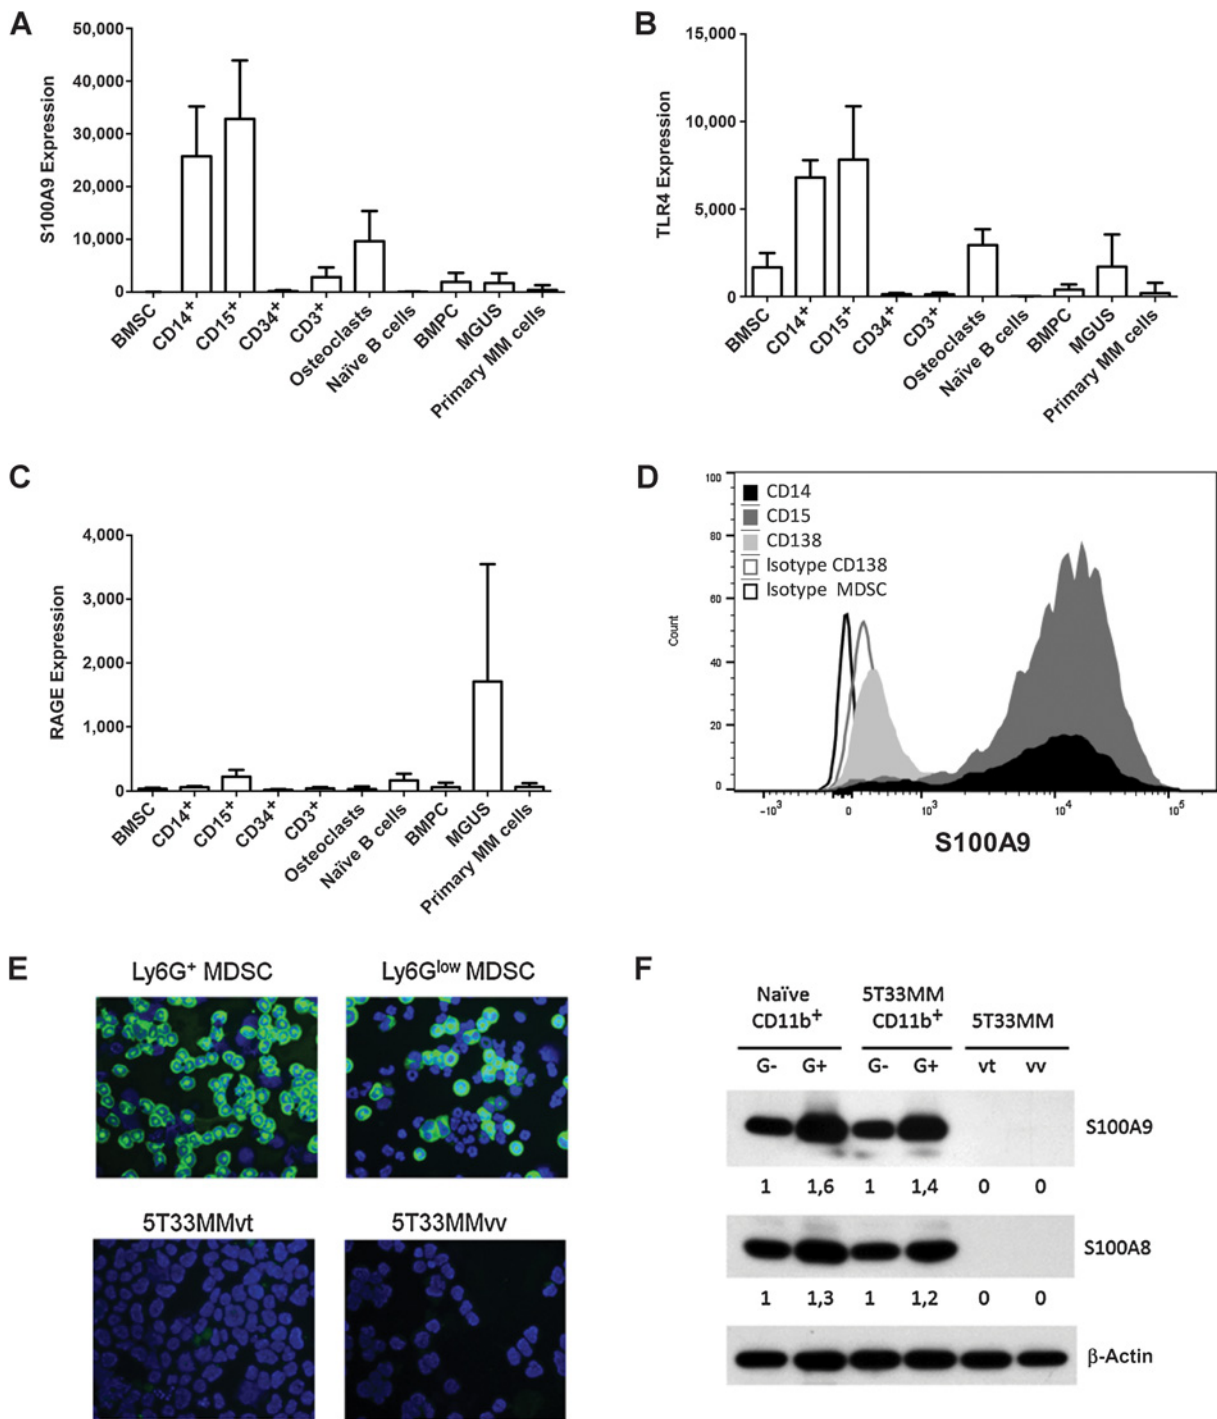 A
50,000
40,000
30,000
20,000
10,000
0
S100A9 Expression
BMSC
CD14+
CD15+
CD34+
CD3+
Osteoclasts
Naïve B cells
BMPC
MGUS
Primary MM cells
B
15,000
10,000
5,000
0
TLR4 Expression
BMSC
CD14+
CD15+
CD34+
CD3+
Osteoclasts
Naïve B cells
BMPC
MGUS
Primary MM cells
C
4,000
3,000
2,000
1,000
0
RAGE Expression
BMSC
CD14+
CD15+
CD34+
CD3+
Osteoclasts
Naïve B cells
BMPC
MGUS
Primary MM cells
D
100
80
60
40
20
0
Count
CD14
CD15
CD138
Isotype CD138
Isotype MDSC
-10³ 0 10³ 10⁴ 10⁵
S100A9
E
Ly6G+ MDSC
Ly6Glow MDSC
5T33MMvt
5T33MMvv
F
Naïve CD11b+
5T33MM CD11b+
5T33MM
G- G+ G- G+ vt vv
S100A9
1 1,6 1 1,4 0 0
S100A8
1 1,3 1 1,2 0 0
β-Actin